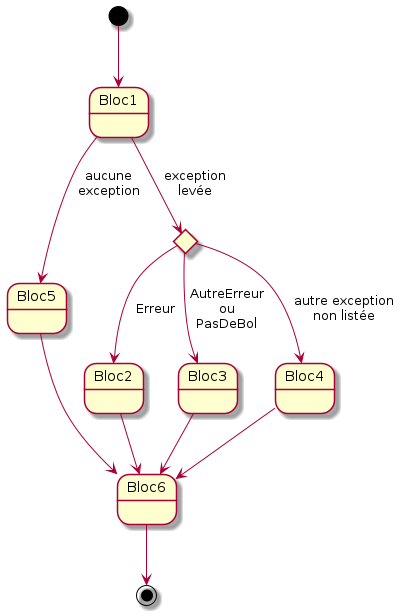 Bloc1
aucune
exception
exception
levée
Bloc5
Erreur
AutreErreur
ou
PasDeBol
autre exception
non listée
Bloc2
Bloc3
Bloc4
Bloc6